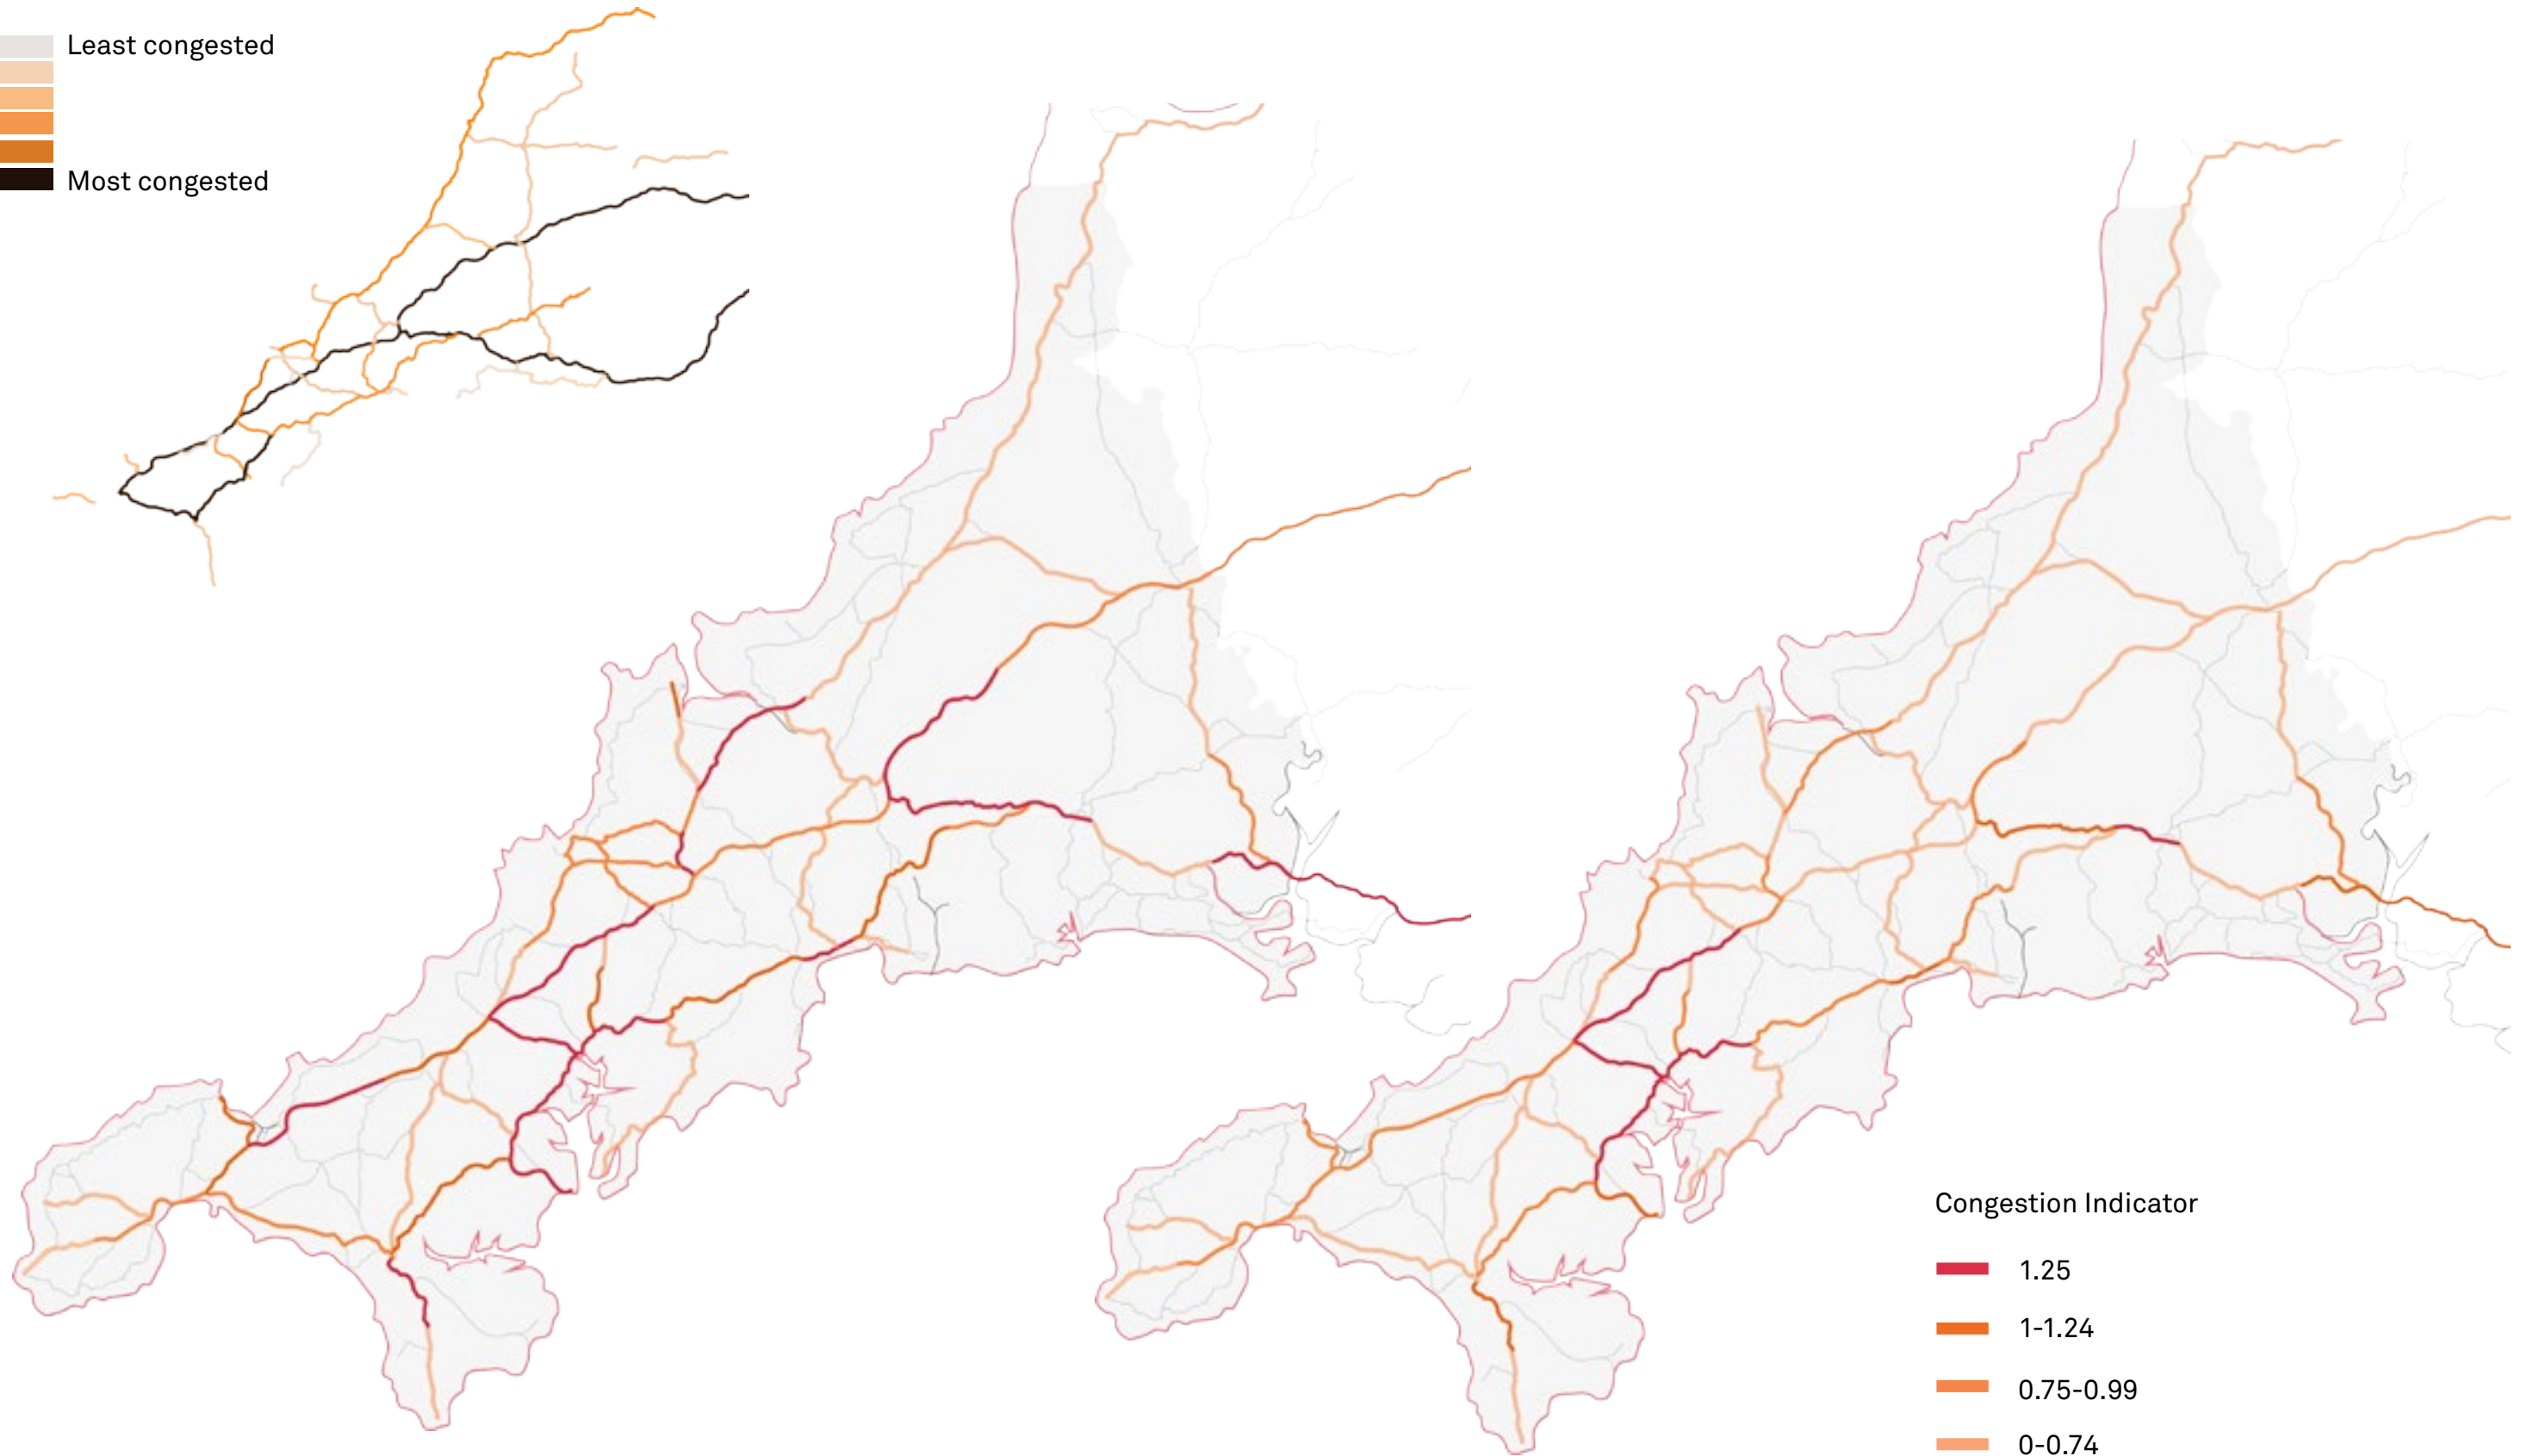 Least congested
Most congested
Congestion Indicator
1.25
1-1.24
0.75-0.99
0-0.74